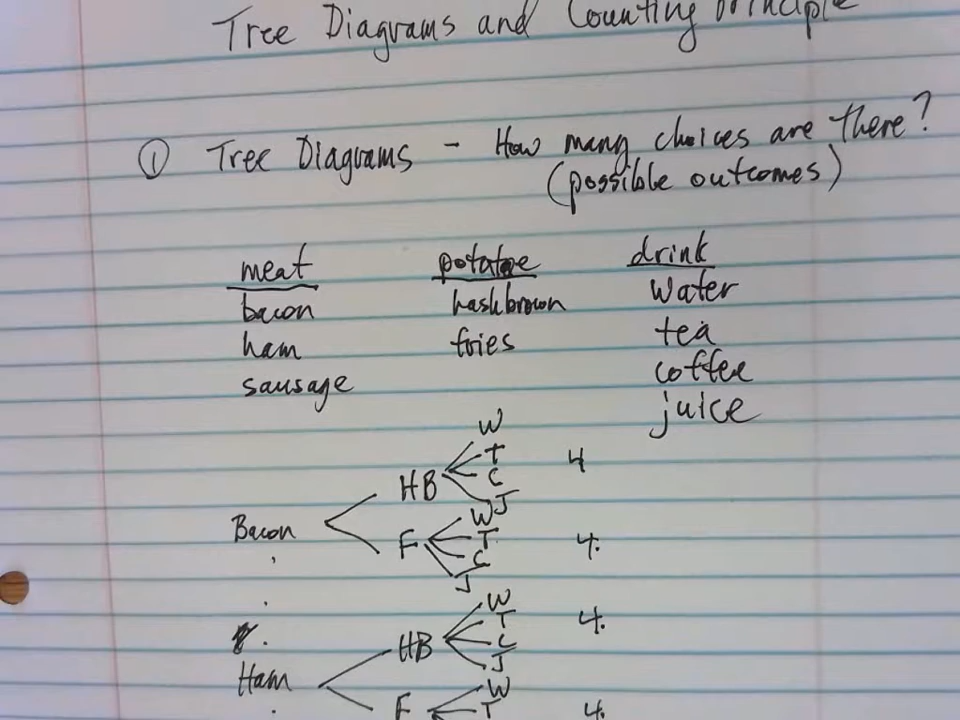 Tree Diagrams and Counting Principle
① Tree Diagrams - How many choices are there?
(possible outcomes)
meat potatoe drink
bacon hashbrown water
ham fries tea
sausage coffee
juice
W
T 4
HB C
J
Bacon W
F T 4.
C
J
W
T 4.
HB C
J
Ham W
F T 4.